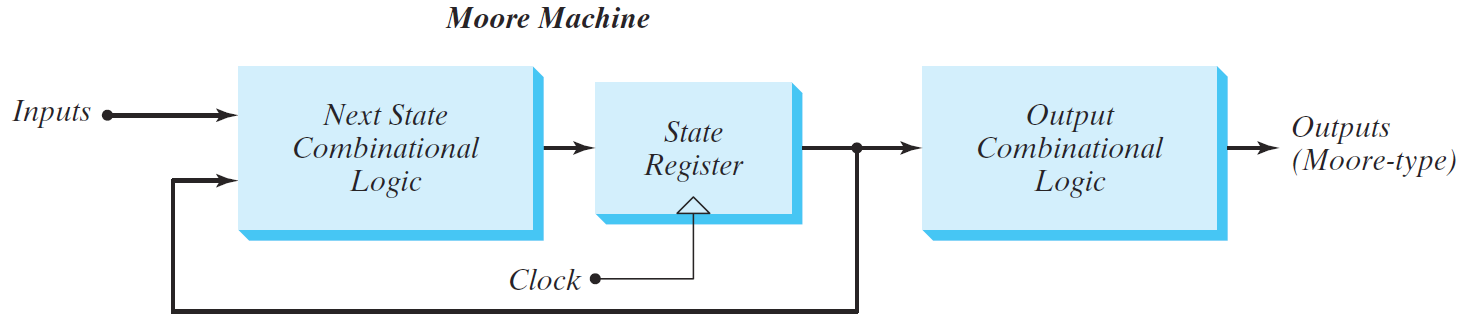 Moore Machine
Inputs
Next State
Combinational
Logic
State
Register
Output
Combinational
Logic
Outputs
(Moore-type)
Clock